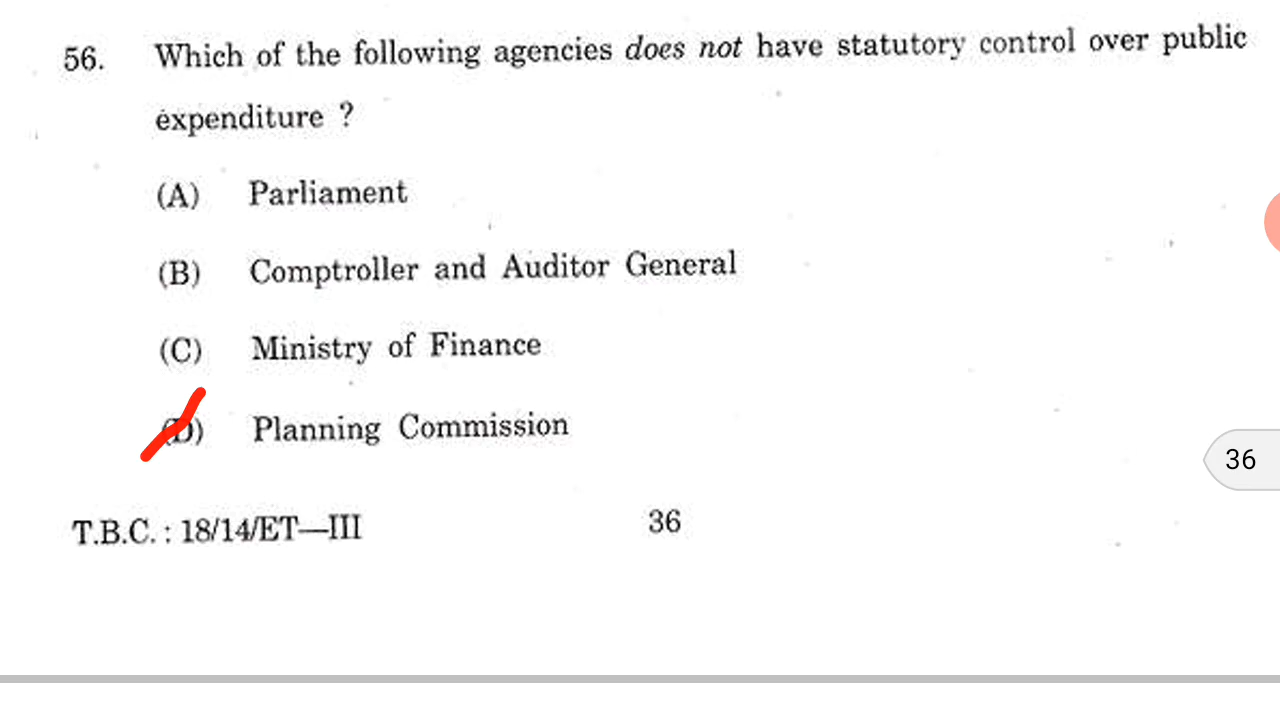 56. Which of the following agencies does not have statutory control over public
expenditure ?
(A) Parliament
(B) Comptroller and Auditor General
(C) Ministry of Finance
(D) Planning Commission
36
T.B.C. : 18/14/ET—III 36